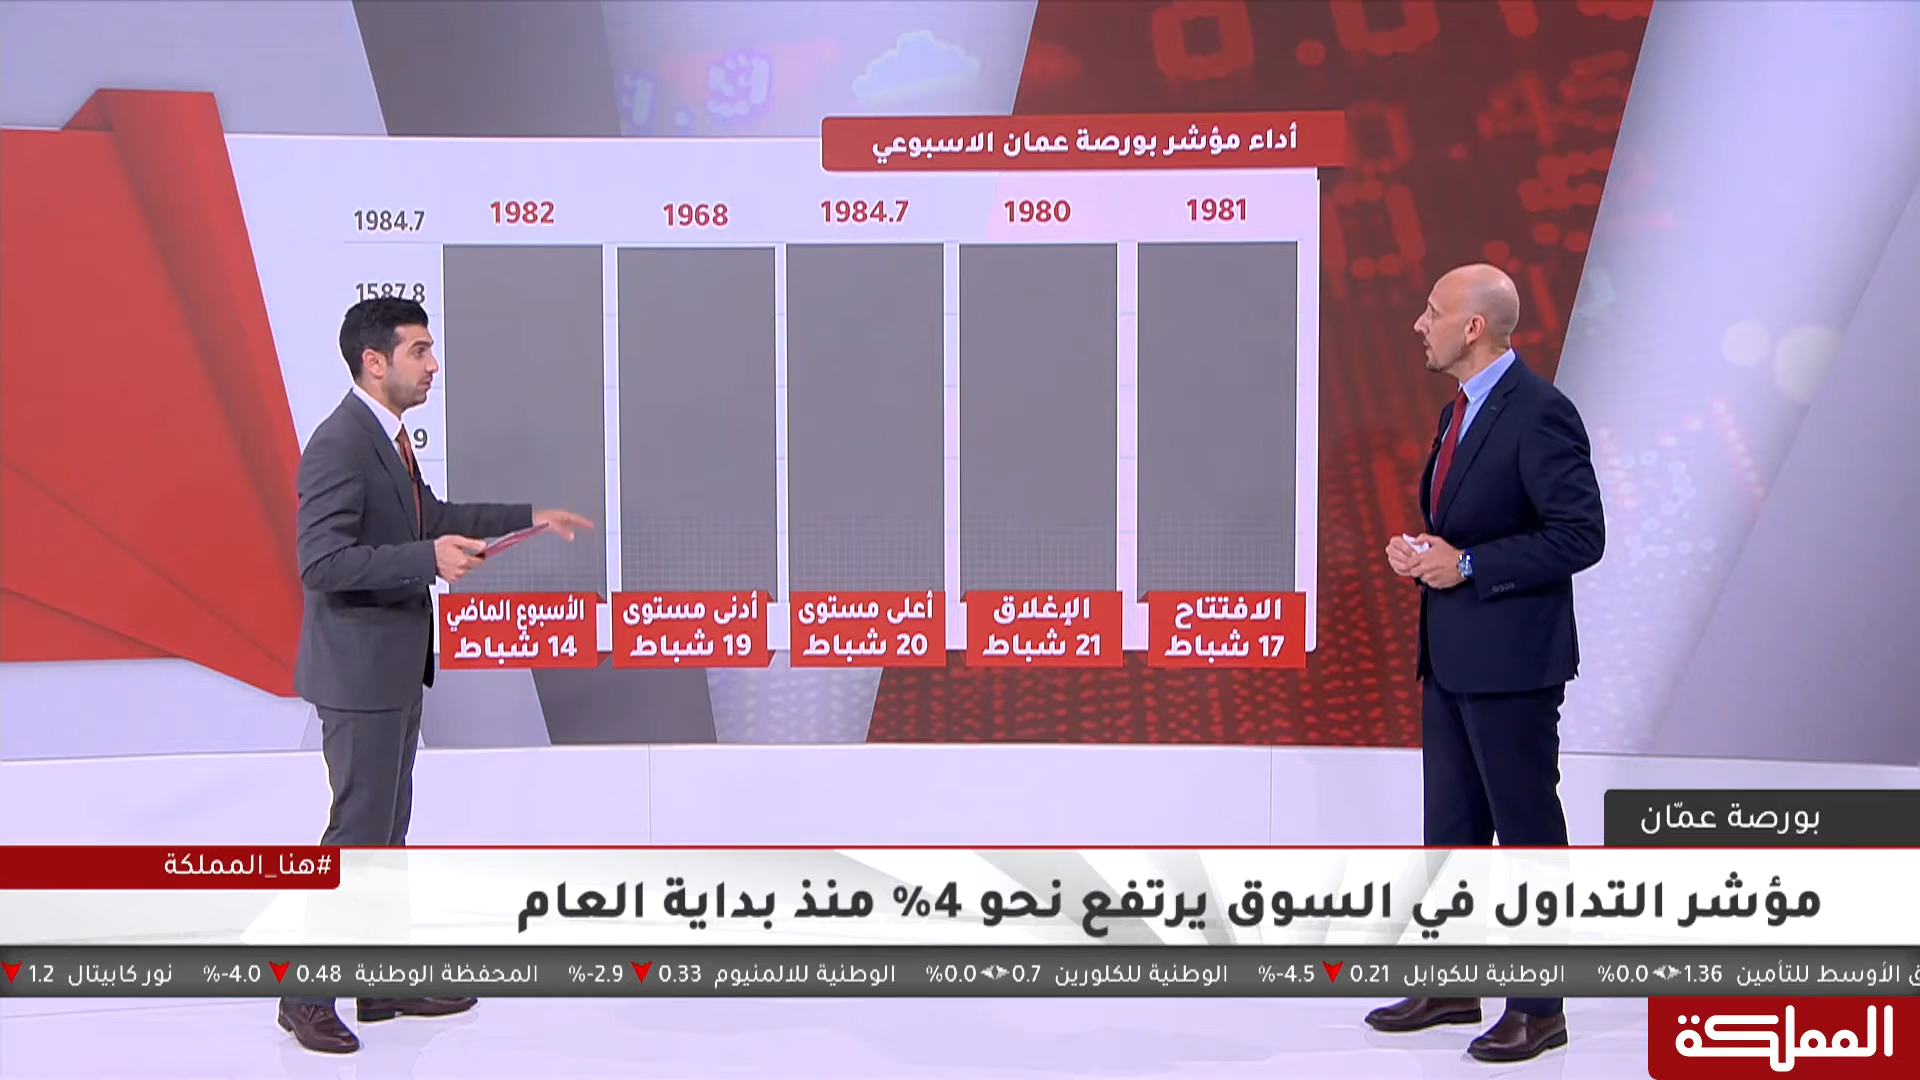 أداء مؤشر بورصة عمان الاسبوعي
1981
1980
1984.7
1968
1982
1984.7
1587.8
9
الافتتاح
17 شباط
الإغلاق
21 شباط
أعلى مستوى
20 شباط
أدنى مستوى
19 شباط
الأسبوع الماضي
14 شباط
بورصة عمّان
#هنا_المملكة
مؤشر التداول في السوق يرتفع نحو 4% منذ بداية العام
ق الأوسط للتأمين 1.36 0.0% الوطنية للكوابل 0.21 -4.5% الوطنية للكلورين 0.7 0.0% الوطنية للالمنيوم 0.33 -2.9% المحفظة الوطنية 0.48 -4.0% نور كابيتال 1.2
المملكة